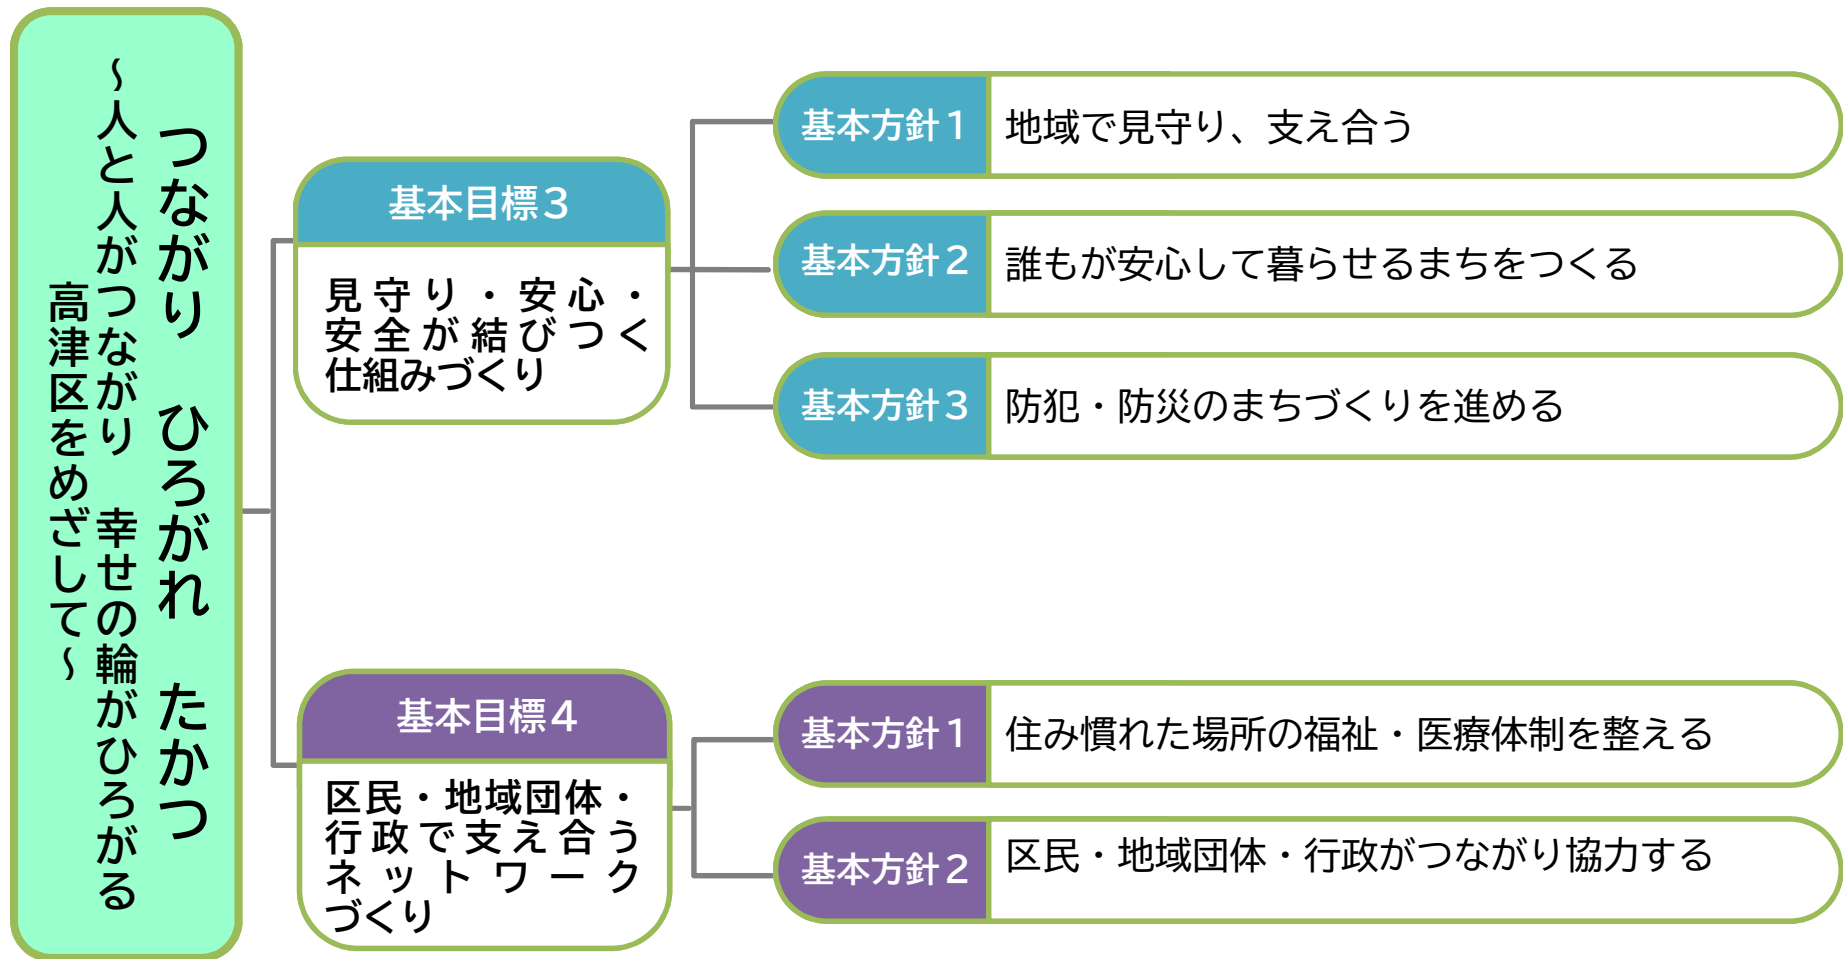 つながり　ひろがれ　たかつ
～人と人がつながり　幸せの輪がひろがる
高津区をめざして～
基本目標３
見守り・安心・
安全が結びつく
仕組みづくり
基本方針１
地域で見守り、支え合う
基本方針２
誰もが安心して暮らせるまちをつくる
基本方針３
防犯・防災のまちづくりを進める
基本目標４
区民・地域団体・
行政で支え合う
ネットワーク
づくり
基本方針１
住み慣れた場所の福祉・医療体制を整える
基本方針２
区民・地域団体・行政がつながり協力する